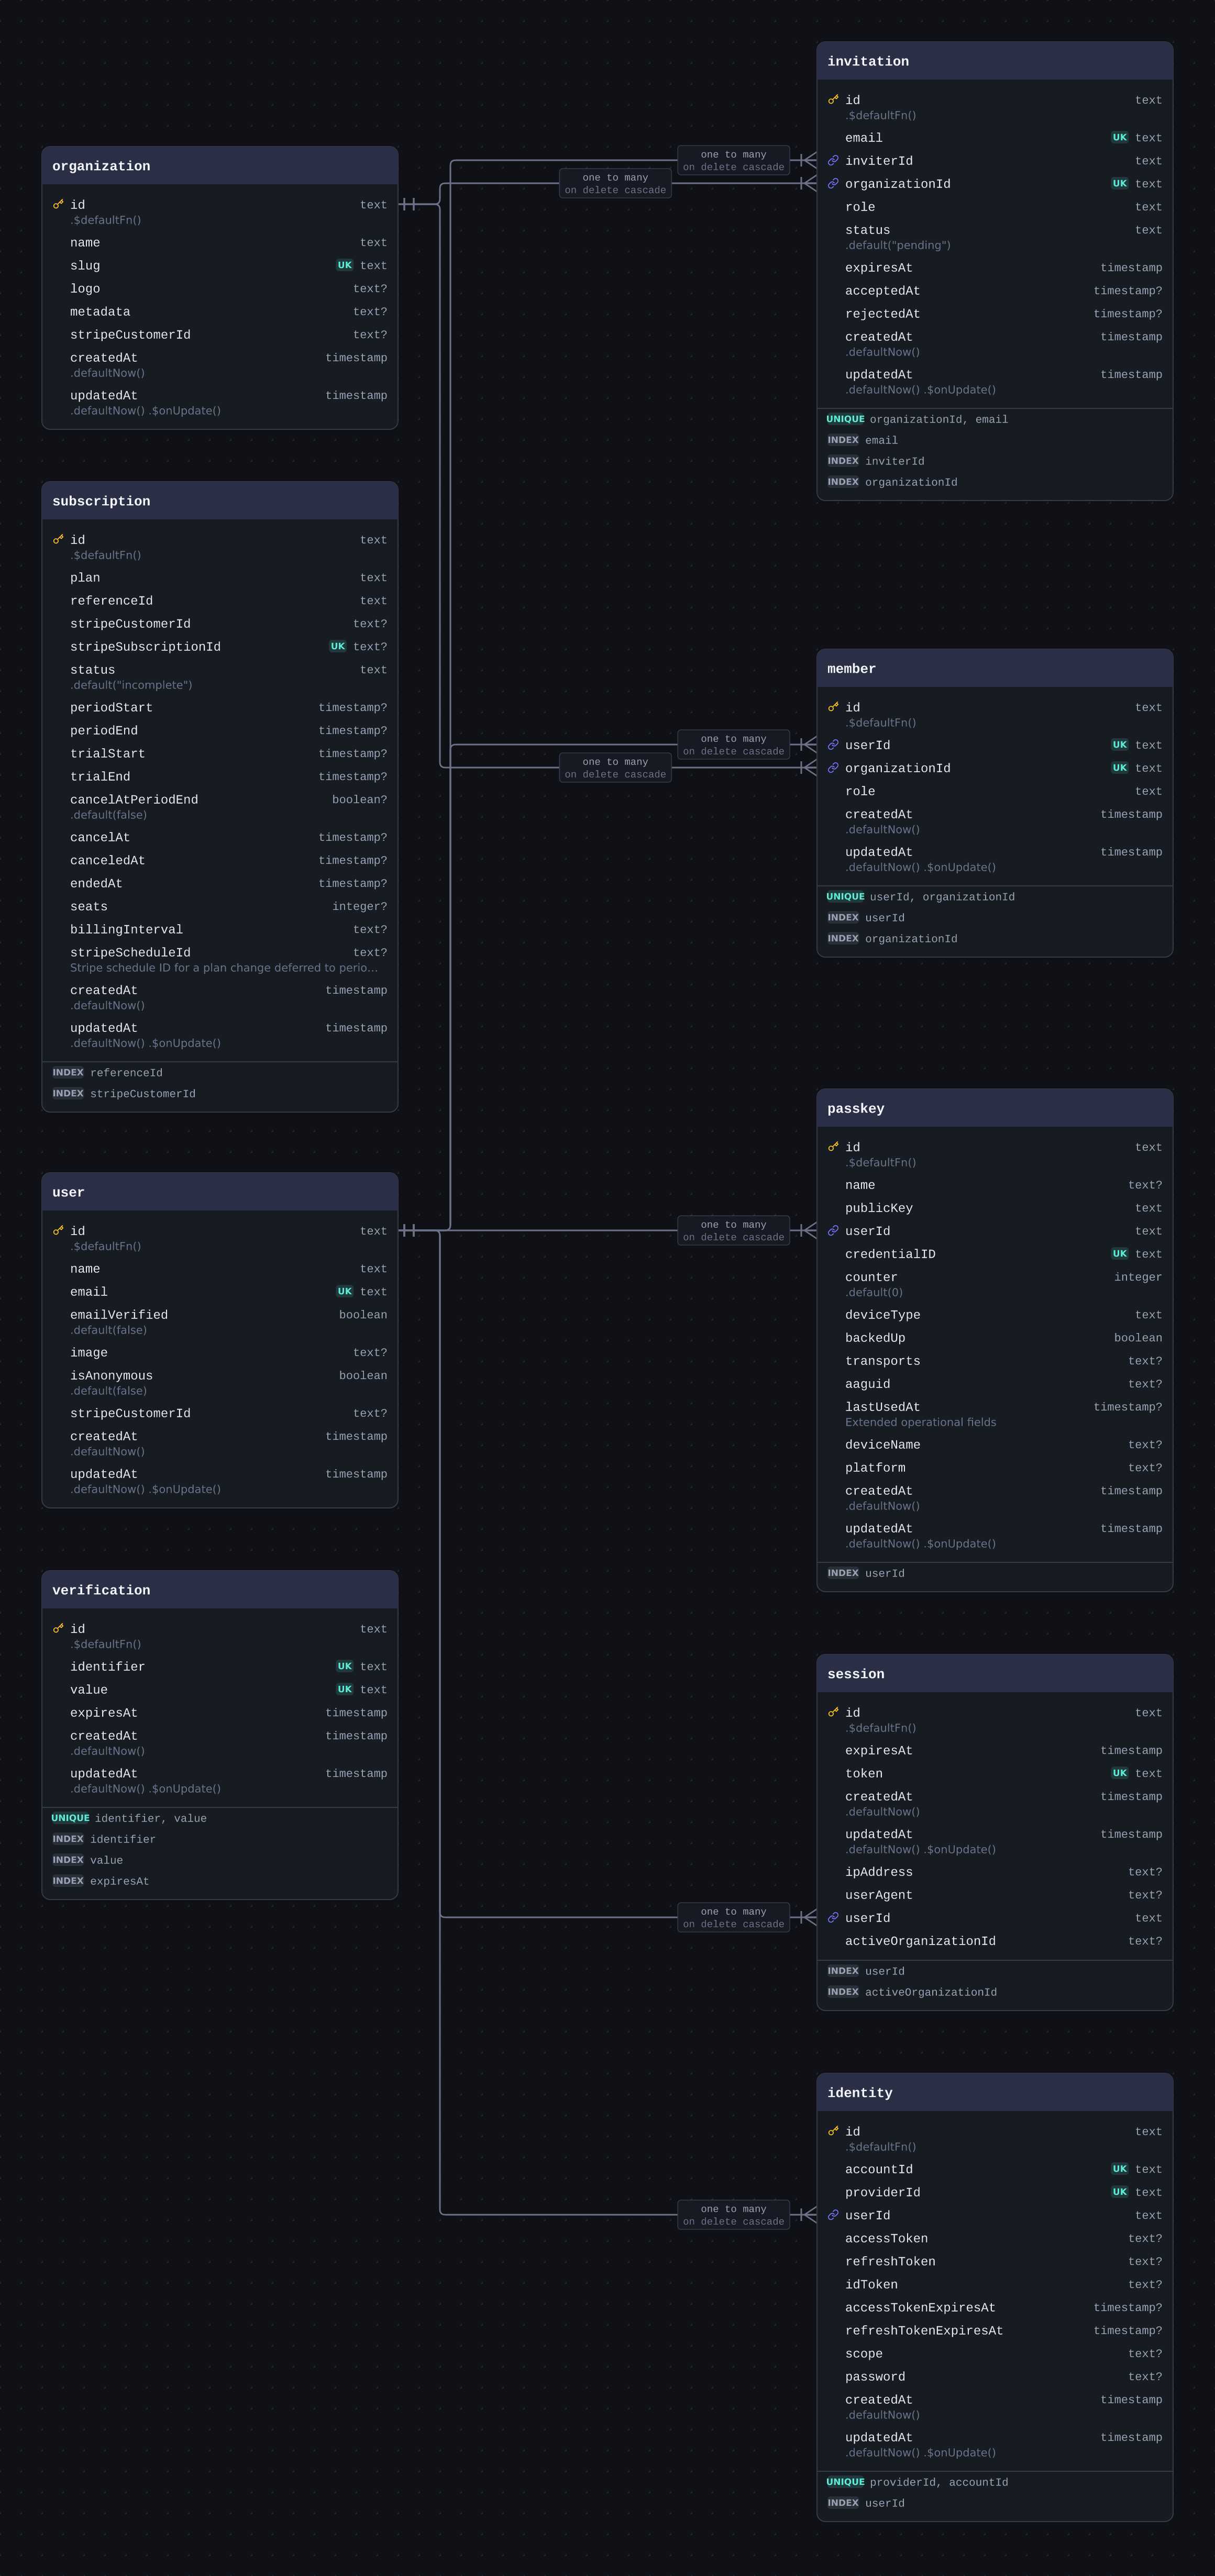 organization
id text
.$defaultFn()
name text
slug UK text
logo text?
metadata text?
stripeCustomerId text?
createdAt timestamp
.defaultNow()
updatedAt timestamp
.defaultNow() .$onUpdate()
subscription
id text
.$defaultFn()
plan text
referenceId text
stripeCustomerId text?
stripeSubscriptionId UK text?
status text
.default("incomplete")
periodStart timestamp?
periodEnd timestamp?
trialStart timestamp?
trialEnd timestamp?
cancelAtPeriodEnd boolean?
.default(false)
cancelAt timestamp?
canceledAt timestamp?
endedAt timestamp?
seats integer?
billingInterval text?
stripeScheduleId text?
Stripe schedule ID for a plan change deferred to perio...
createdAt timestamp
.defaultNow()
updatedAt timestamp
.defaultNow() .$onUpdate()
INDEX referenceId
INDEX stripeCustomerId
user
id text
.$defaultFn()
name text
email UK text
emailVerified boolean
.default(false)
image text?
isAnonymous boolean
.default(false)
stripeCustomerId text?
createdAt timestamp
.defaultNow()
updatedAt timestamp
.defaultNow() .$onUpdate()
verification
id text
.$defaultFn()
identifier UK text
value UK text
expiresAt timestamp
createdAt timestamp
.defaultNow()
updatedAt timestamp
.defaultNow() .$onUpdate()
UNIQUE identifier, value
INDEX identifier
INDEX value
INDEX expiresAt
one to many
on delete cascade
one to many
on delete cascade
one to many
on delete cascade
one to many
on delete cascade
one to many
on delete cascade
one to many
on delete cascade
one to many
on delete cascade
invitation
id text
.$defaultFn()
email UK text
inviterId text
organizationId UK text
role text
status text
.default("pending")
expiresAt timestamp
acceptedAt timestamp?
rejectedAt timestamp?
createdAt timestamp
.defaultNow()
updatedAt timestamp
.defaultNow() .$onUpdate()
UNIQUE organizationId, email
INDEX email
INDEX inviterId
INDEX organizationId
member
id text
.$defaultFn()
userId UK text
organizationId UK text
role text
createdAt timestamp
.defaultNow()
updatedAt timestamp
.defaultNow() .$onUpdate()
UNIQUE userId, organizationId
INDEX userId
INDEX organizationId
passkey
id text
.$defaultFn()
name text?
publicKey text
userId text
credentialID UK text
counter integer
.default(0)
deviceType text
backedUp boolean
transports text?
aaguid text?
lastUsedAt timestamp?
Extended operational fields
deviceName text?
platform text?
createdAt timestamp
.defaultNow()
updatedAt timestamp
.defaultNow() .$onUpdate()
INDEX userId
session
id text
.$defaultFn()
expiresAt timestamp
token UK text
createdAt timestamp
.defaultNow()
updatedAt timestamp
.defaultNow() .$onUpdate()
ipAddress text?
userAgent text?
userId text
activeOrganizationId text?
INDEX userId
INDEX activeOrganizationId
identity
id text
.$defaultFn()
accountId UK text
providerId UK text
userId text
accessToken text?
refreshToken text?
idToken text?
accessTokenExpiresAt timestamp?
refreshTokenExpiresAt timestamp?
scope text?
password text?
createdAt timestamp
.defaultNow()
updatedAt timestamp
.defaultNow() .$onUpdate()
UNIQUE providerId, accountId
INDEX userId